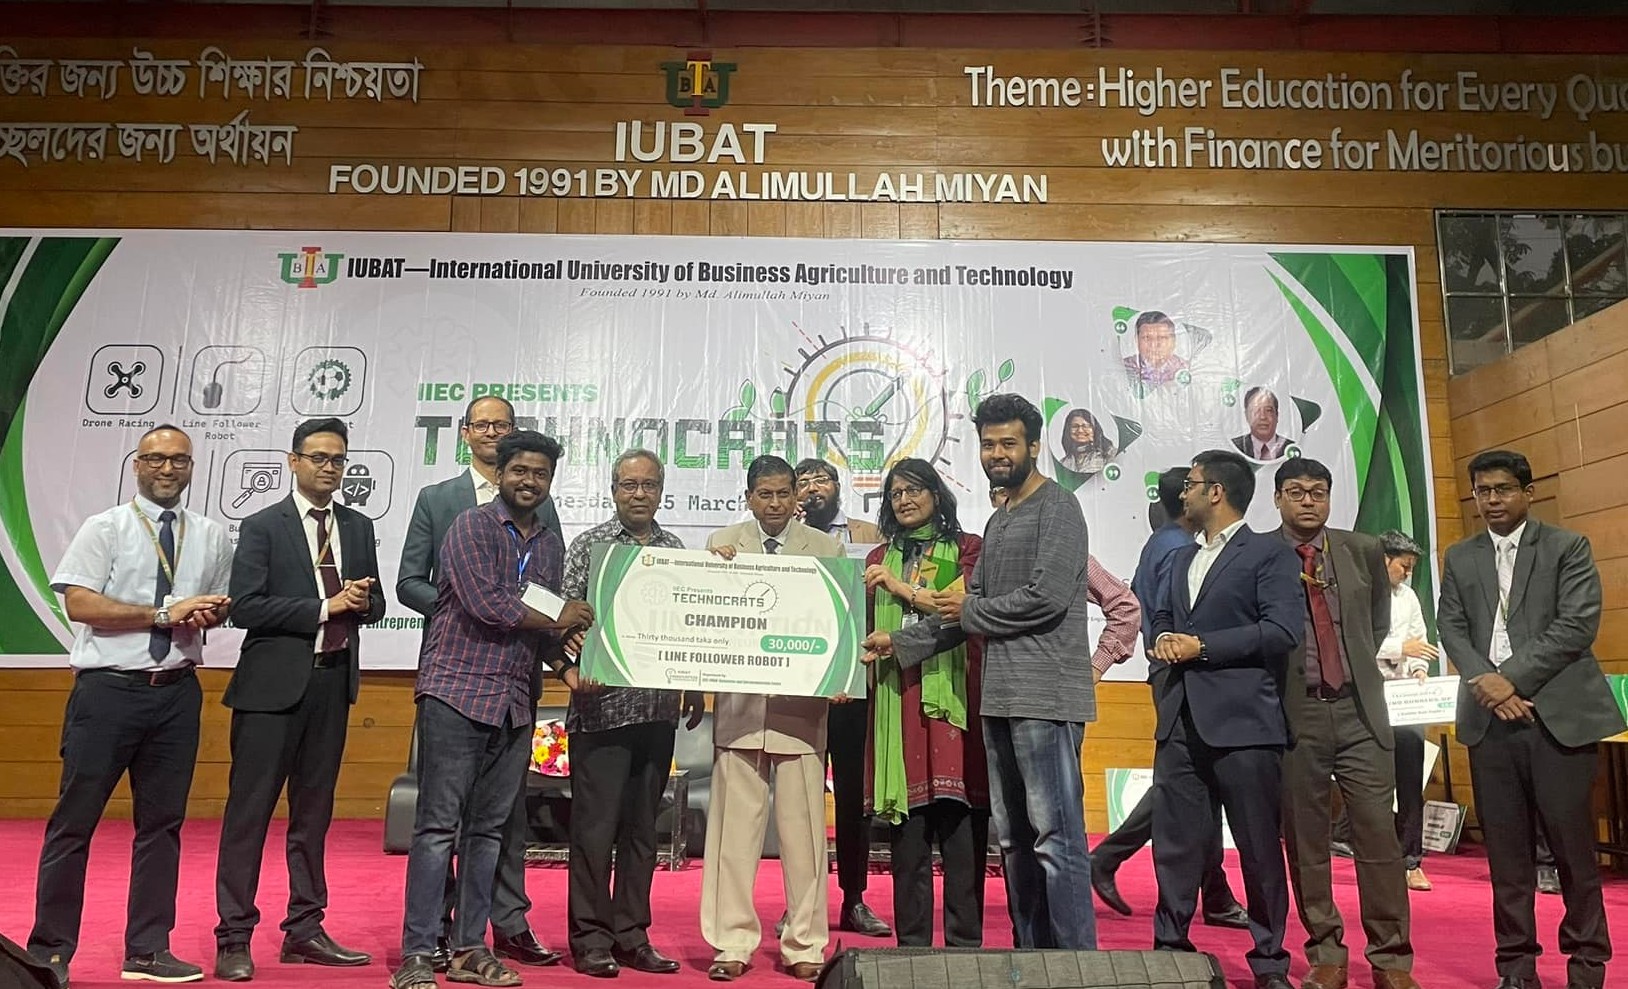 জন্য উচ্চ শিক্ষার নিশ্চয়তা
জন্য অর্থায়ন
IUBAT
FOUNDED 1991 BY MD ALIMULLAH MIYAN
Theme : Higher Education for Every
with Finance for Meritorious
IUBAT—International University of Business Agriculture and Technology
Founded 1991 by Md. Alimullah Miyan
Drone Racing
Line Follower
Robot
IIEC PRESENTS
TECHNOCRATS
March
IUBAT—International University of Business Agriculture and Technology
IIEC Presents
TECHNOCRATS
CHAMPION
Thirty thousand taka only
30,000/-
[ LINE FOLLOWER ROBOT ]